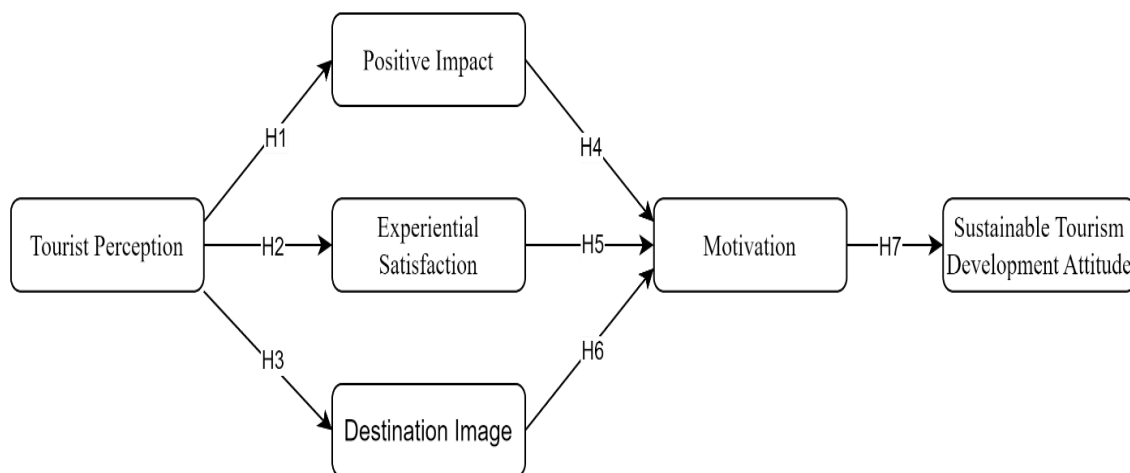 Positive Impact
H1
H4
Tourist Perception
H2
Experiential
Satisfaction
H5
Motivation
H7
Sustainable Tourism
Development Attitude
H3
H6
Destination Image